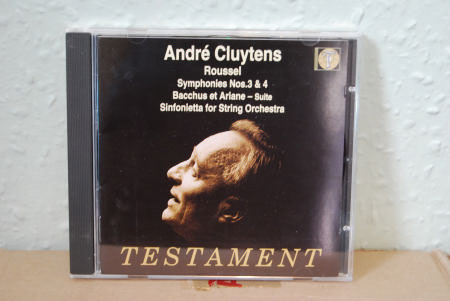 André Cluytens
Roussel
Symphonies Nos.3 & 4
Bacchus et Ariane – Suite
Sinfonietta for String Orchestra
TESTAMENT